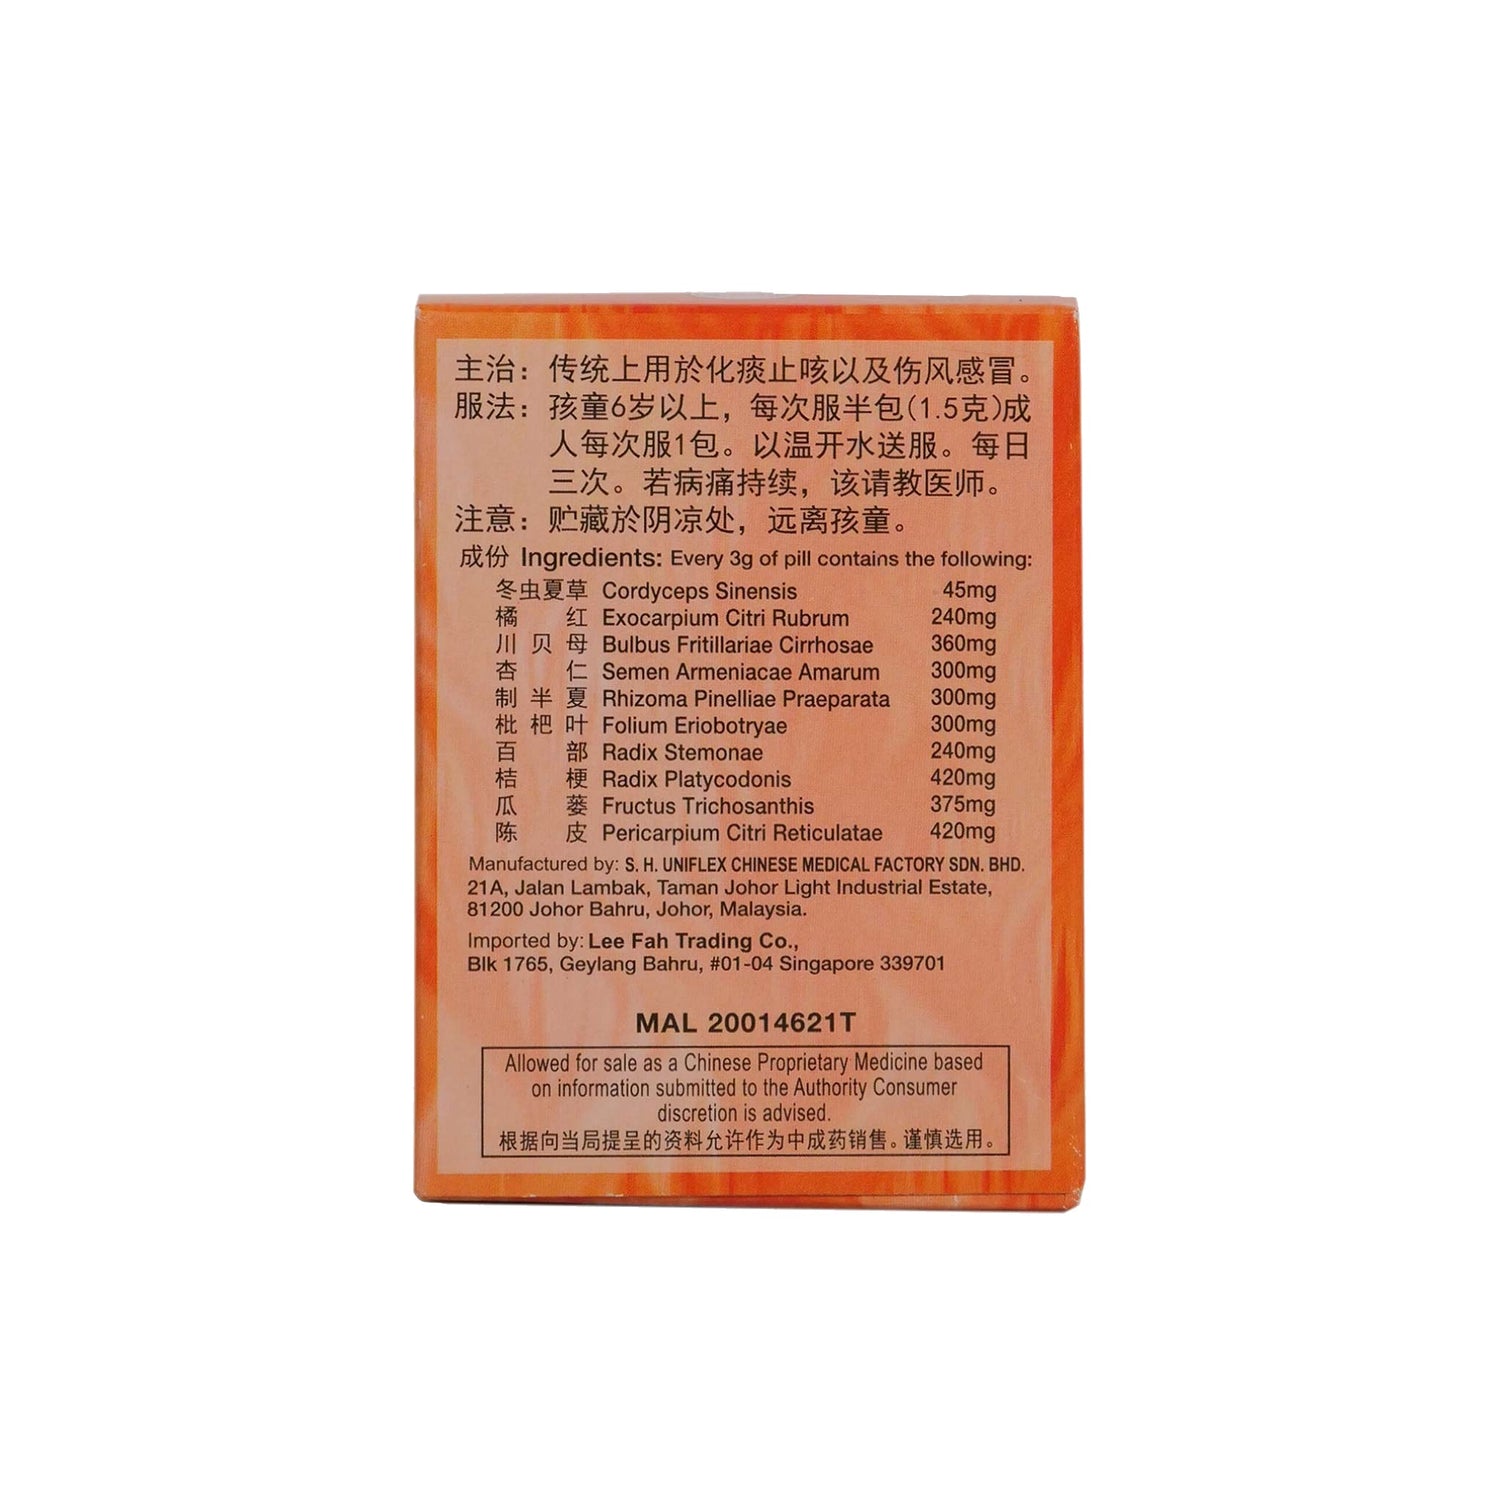 主治：传统上用於化痰止咳以及伤风感冒。
服法：孩童6岁以上，每次服半包(1.5克)成
人每次服1包。以温开水送服。每日
三次。若病痛持续，该请教医师。
注意：贮藏於阴凉处，远离孩童。
成份 Ingredients: Every 3g of pill contains the following:
冬虫夏草 Cordyceps Sinensis 45mg
橘红 Exocarpium Citri Rubrum 240mg
川贝母 Bulbus Fritillariae Cirrhosae 360mg
杏仁 Semen Armeniacae Amarum 300mg
制半夏 Rhizoma Pinelliae Praeparata 300mg
枇杷叶 Folium Eriobotryae 300mg
百部 Radix Stemonae 240mg
桔梗 Radix Platycodonis 420mg
瓜蒌 Fructus Trichosanthis 375mg
陈皮 Pericarpium Citri Reticulatae 420mg
Manufactured by: S. H. UNIFLEX CHINESE MEDICAL FACTORY SDN. BHD.
21A, Jalan Lambak, Taman Johor Light Industrial Estate,
81200 Johor Bahru, Johor, Malaysia.
Imported by: Lee Fah Trading Co.,
Blk 1765, Geylang Bahru, #01-04 Singapore 339701
MAL 20014621T
Allowed for sale as a Chinese Proprietary Medicine based
on information submitted to the Authority Consumer
discretion is advised.
根据向当局提呈的资料允许作为中成药销售。谨慎选用。